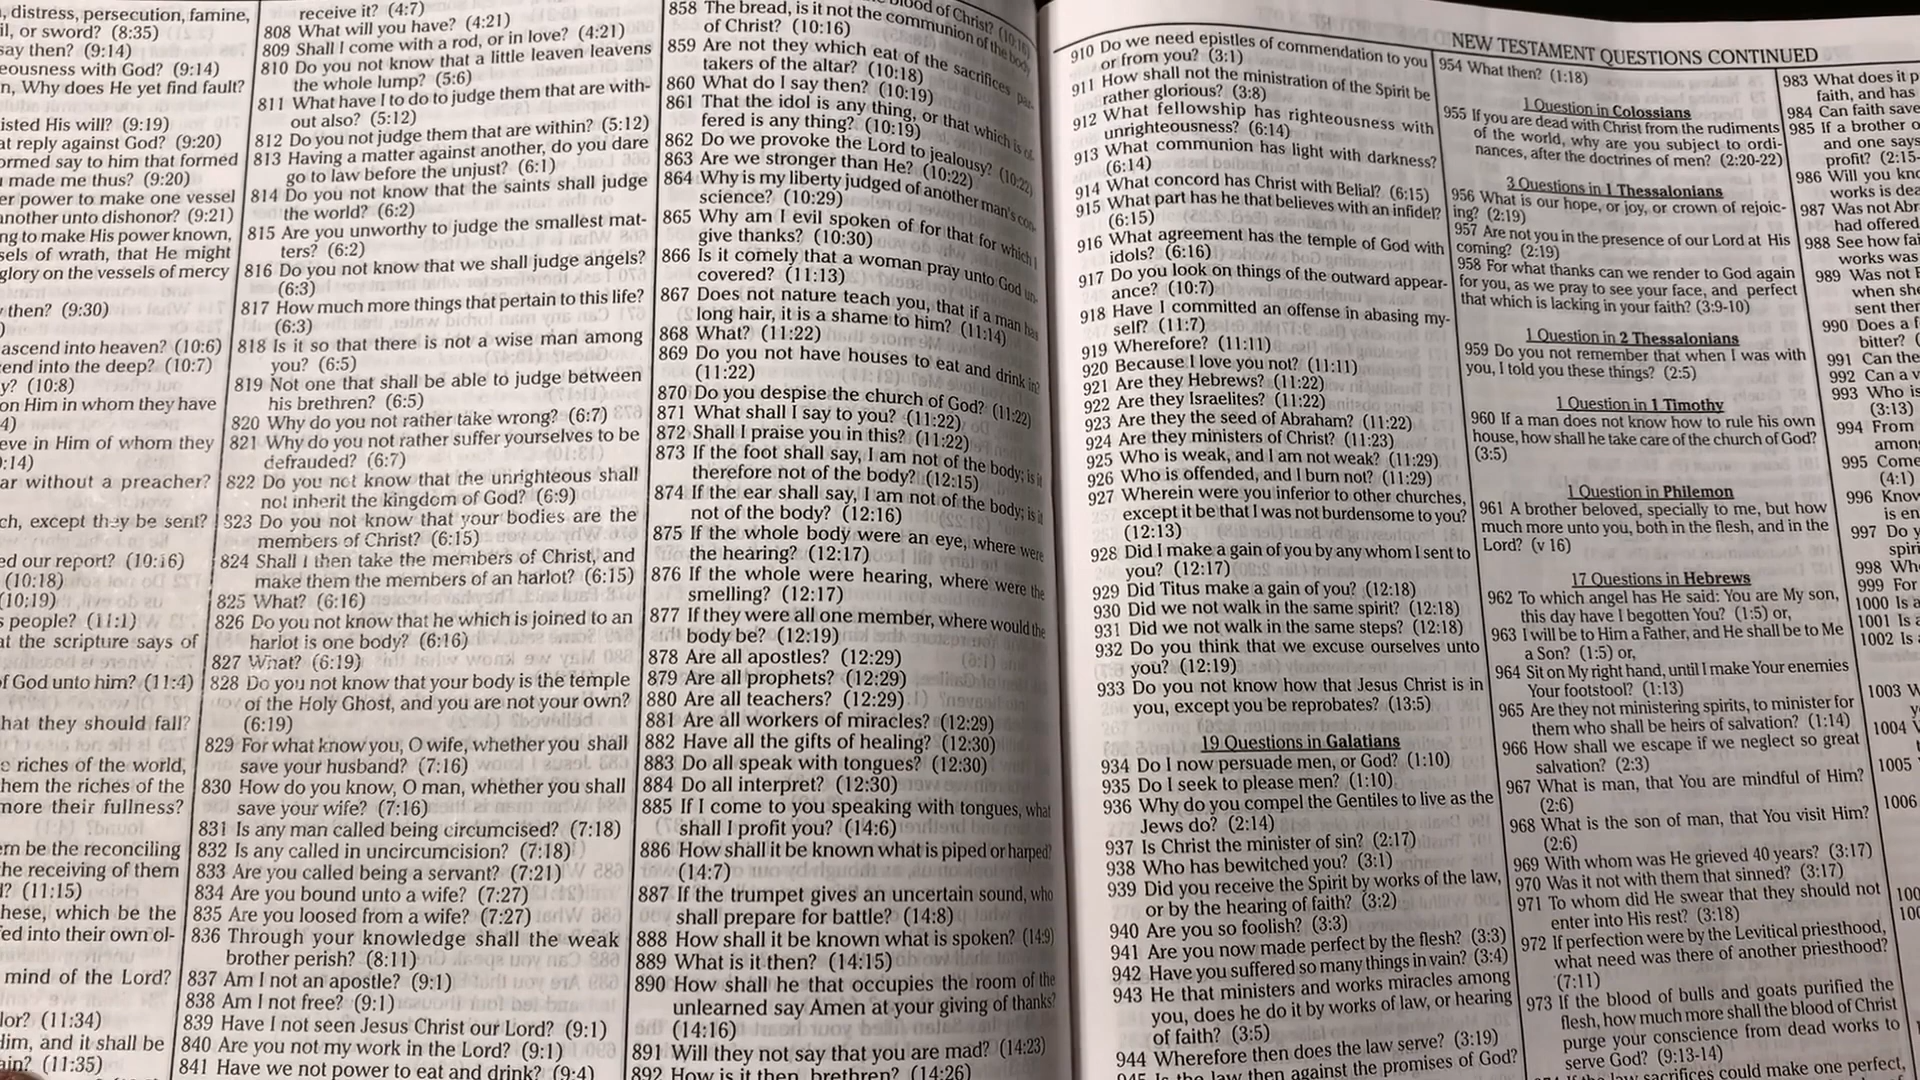 , distress, persecution, famine,
il, or sword? (8:35)
say then? (9:14)
eousness with God? (9:14)
n, Why does He yet find fault?
isted His will? (9:19)
at reply against God? (9:20)
ormed say to him that formed
made me thus? (9:20)
er power to make one vessel
another unto dishonor? (9:21)
ng to make His power known,
sels of wrath, that He might
glory on the vessels of mercy
then? (9:30)
ascend into heaven? (10:6)
end into the deep? (10:7)
y? (10:8)
on Him in whom they have
4)
eve in Him of whom they
:14)
ar without a preacher?
ch, except they be sent?
ed our report? (10:16)
(10:18)
(10:19)
s people? (11:1)
at the scripture says of
f God unto him? (11:4)
hat they should fall?
e riches of the world,
hem the riches of the
more their fullness?
em be the reconciling
he receiving of them
? (11:15)
hese, which be the
fed into their own ol-
mind of the Lord?
lor? (11:34)
Him, and it shall be
ain? (11:35)
receive it? (4:7)
808 What will you have? (4:21)
809 Shall I come with a rod, or in love? (4:21)
810 Do you not know that a little leaven leavens
the whole lump? (5:6)
811 What have I to do to judge them that are with-
out also? (5:12)
812 Do you not judge them that are within? (5:12)
813 Having a matter against another, do you dare
go to law before the unjust? (6:1)
814 Do you not know that the saints shall judge
the world? (6:2)
815 Are you unworthy to judge the smallest mat-
ters? (6:2)
816 Do you not know that we shall judge angels?
(6:3)
817 How much more things that pertain to this life?
(6:3)
818 Is it so that there is not a wise man among
you? (6:5)
819 Not one that shall be able to judge between
his brethren? (6:5)
820 Why do you not rather take wrong? (6:7)
821 Why do you not rather suffer yourselves to be
defrauded? (6:7)
822 Do you not know that the unrighteous shall
not inherit the kingdom of God? (6:9)
823 Do you not know that your bodies are the
members of Christ? (6:15)
824 Shall I then take the members of Christ, and
make them the members of an harlot? (6:15)
825 What? (6:16)
826 Do you not know that he which is joined to an
harlot is one body? (6:16)
827 What? (6:19)
828 Do you not know that your body is the temple
of the Holy Ghost, and you are not your own?
(6:19)
829 For what know you, O wife, whether you shall
save your husband? (7:16)
830 How do you know, O man, whether you shall
save your wife? (7:16)
831 Is any man called being circumcised? (7:18)
832 Is any called in uncircumcision? (7:18)
833 Are you called being a servant? (7:21)
834 Are you bound unto a wife? (7:27)
835 Are you loosed from a wife? (7:27)
836 Through your knowledge shall the weak
brother perish? (8:11)
837 Am I not an apostle? (9:1)
838 Am I not free? (9:1)
839 Have I not seen Jesus Christ our Lord? (9:1)
840 Are you not my work in the Lord? (9:1)
841 Have we not power to eat and drink? (9:4)
blood of Christ? (10:16)
858 The bread, is it not the communion of the body
of Christ? (10:16)
859 Are not they which eat of the sacrifices par-
takers of the altar? (10:18)
860 What do I say then? (10:19)
861 That the idol is any thing, or that which is of-
fered is any thing? (10:19)
862 Do we provoke the Lord to jealousy? (10:22)
863 Are we stronger than He? (10:22)
864 Why is my liberty judged of another man's con-
science? (10:29)
865 Why am I evil spoken of for that for which I
give thanks? (10:30)
866 Is it comely that a woman pray unto God un-
covered? (11:13)
867 Does not nature teach you, that if a man has
long hair, it is a shame to him? (11:14)
868 What? (11:22)
869 Do you not have houses to eat and drink in?
(11:22)
870 Do you despise the church of God? (11:22)
871 What shall I say to you? (11:22)
872 Shall I praise you in this? (11:22)
873 If the foot shall say, I am not of the body; is it
therefore not of the body? (12:15)
874 If the ear shall say, I am not of the body; is it
not of the body? (12:16)
875 If the whole body were an eye, where were
the hearing? (12:17)
876 If the whole were hearing, where were the
smelling? (12:17)
877 If they were all one member, where would the
body be? (12:19)
878 Are all apostles? (12:29)
879 Are all prophets? (12:29)
880 Are all teachers? (12:29)
881 Are all workers of miracles? (12:29)
882 Have all the gifts of healing? (12:30)
883 Do all speak with tongues? (12:30)
884 Do all interpret? (12:30)
885 If I come to you speaking with tongues, what
shall I profit you? (14:6)
886 How shall it be known what is piped or harped?
(14:7)
887 If the trumpet gives an uncertain sound, who
shall prepare for battle? (14:8)
888 How shall it be known what is spoken? (14:9)
889 What is it then? (14:15)
890 How shall he that occupies the room of the
unlearned say Amen at your giving of thanks?
(14:16)
891 Will they not say that you are mad? (14:23)
892 How is it then, brethren? (14:26)
NEW TESTAMENT QUESTIONS CONTINUED
910 Do we need epistles of commendation to you
or from you? (3:1)
911 How shall not the ministration of the Spirit be
rather glorious? (3:8)
912 What fellowship has righteousness with
unrighteousness? (6:14)
913 What communion has light with darkness?
(6:14)
914 What concord has Christ with Belial? (6:15)
915 What part has he that believes with an infidel?
(6:15)
916 What agreement has the temple of God with
idols? (6:16)
917 Do you look on things of the outward appear-
ance? (10:7)
918 Have I committed an offense in abasing my-
self? (11:7)
919 Wherefore? (11:11)
920 Because I love you not? (11:11)
921 Are they Hebrews? (11:22)
922 Are they Israelites? (11:22)
923 Are they the seed of Abraham? (11:22)
924 Are they ministers of Christ? (11:23)
925 Who is weak, and I am not weak? (11:29)
926 Who is offended, and I burn not? (11:29)
927 Wherein were you inferior to other churches,
except it be that I was not burdensome to you?
(12:13)
928 Did I make a gain of you by any whom I sent to
you? (12:17)
929 Did Titus make a gain of you? (12:18)
930 Did we not walk in the same spirit? (12:18)
931 Did we not walk in the same steps? (12:18)
932 Do you think that we excuse ourselves unto
you? (12:19)
933 Do you not know how that Jesus Christ is in
you, except you be reprobates? (13:5)
19 Questions in Galatians
934 Do I now persuade men, or God? (1:10)
935 Do I seek to please men? (1:10)
936 Why do you compel the Gentiles to live as the
Jews do? (2:14)
937 Is Christ the minister of sin? (2:17)
938 Who has bewitched you? (3:1)
939 Did you receive the Spirit by works of the law,
or by the hearing of faith? (3:2)
940 Are you so foolish? (3:3)
941 Are you now made perfect by the flesh? (3:3)
942 Have you suffered so many things in vain? (3:4)
943 He that ministers and works miracles among
you, does he do it by works of law, or hearing
of faith? (3:5)
944 Wherefore then does the law serve? (3:19)
945 Is the law then against the promises of God?
954 What then? (1:18)
1 Question in Colossians
955 If you are dead with Christ from the rudiments
of the world, why are you subject to ordi-
nances, after the doctrines of men? (2:20-22)
3 Questions in 1 Thessalonians
956 What is our hope, or joy, or crown of rejoic-
ing? (2:19)
957 Are not you in the presence of our Lord at His
coming? (2:19)
958 For what thanks can we render to God again
for you, as we pray to see your face, and perfect
that which is lacking in your faith? (3:9-10)
1 Question in 2 Thessalonians
959 Do you not remember that when I was with
you, I told you these things? (2:5)
1 Question in 1 Timothy
960 If a man does not know how to rule his own
house, how shall he take care of the church of God?
(3:5)
1 Question in Philemon
961 A brother beloved, specially to me, but how
much more unto you, both in the flesh, and in the
Lord? (v 16)
17 Questions in Hebrews
962 To which angel has He said: You are My son,
this day have I begotten You? (1:5) or,
963 I will be to Him a Father, and He shall be to Me
a Son? (1:5) or,
964 Sit on My right hand, until I make Your enemies
Your footstool? (1:13)
965 Are they not ministering spirits, to minister for
them who shall be heirs of salvation? (1:14)
966 How shall we escape if we neglect so great
salvation? (2:3)
967 What is man, that You are mindful of Him?
(2:6)
968 What is the son of man, that You visit Him?
(2:6)
969 With whom was He grieved 40 years? (3:17)
970 Was it not with them that sinned? (3:17)
971 To whom did He swear that they should not
enter into His rest? (3:18)
972 If perfection were by the Levitical priesthood,
what need was there of another priesthood?
(7:11)
973 If the blood of bulls and goats purified the
flesh, how much more shall the blood of Christ
purge your conscience from dead works to
serve God? (9:13-14)
law sacrifices could make one perfect,
983 What does it p
faith, and has
984 Can faith save
985 If a brother o
and one says
profit? (2:15-
986 Will you kno
works is dea
987 Was not Abr
had offered
988 See how fai
works was
989 Was not R
when she
sent ther
990 Does a f
bitter? (
991 Can the
992 Can a v
993 Who is
(3:13)
994 From
amon
995 Come
(4:1)
996 Know
is en
997 Do y
spiri
998 Wh
999 For
1000 Is a
1001 Is a
1002 Is
1003 W
1004
1005
1006